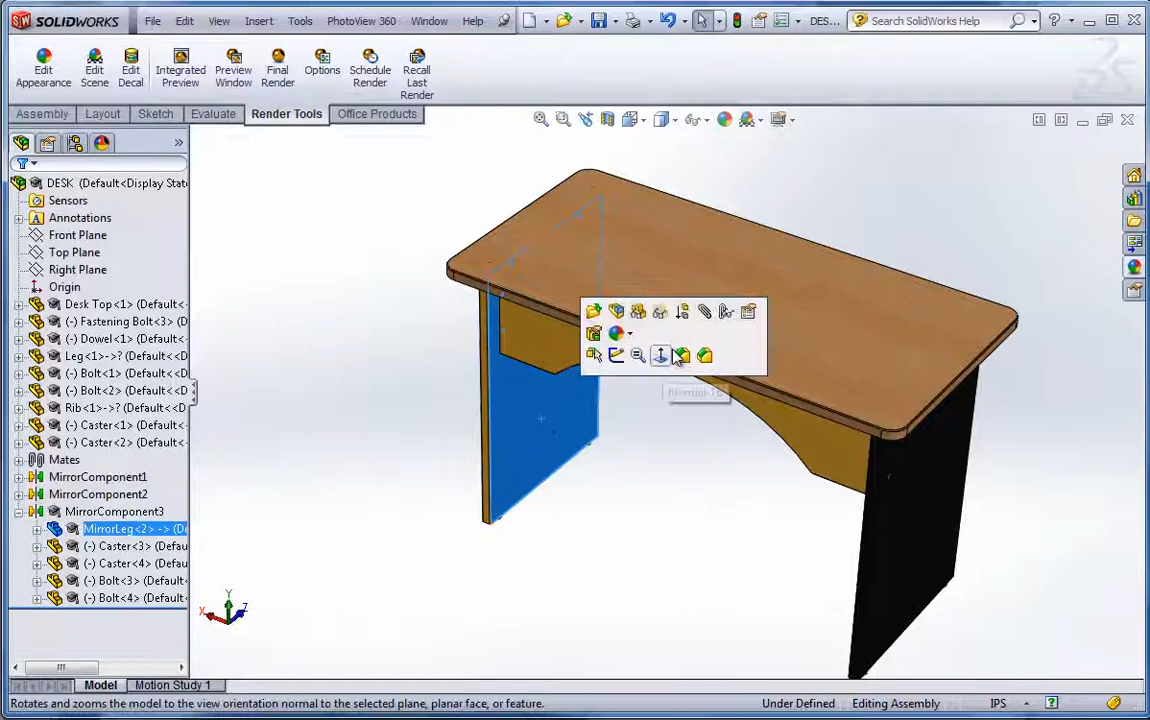 SOLIDWORKS File Edit View Insert Tools PhotoView 360 Window Help DES... Search SolidWorks Help
Edit Appearance
Edit Scene
Edit Decal
Integrated Preview
Preview Window
Final Render
Options
Schedule Render
Recall Last Render
Assembly Layout Sketch Evaluate Render Tools Office Products
DESK (Default<Display Stat
Sensors
Annotations
Front Plane
Top Plane
Right Plane
Origin
Desk Top<1> (Default<
(-) Fastening Bolt<3> (D
(-) Dowel<1> (Default<
Leg<1>->? (Default<<D
(-) Bolt<1> (Default<<D
(-) Bolt<2> (Default<<D
Rib<1>->? (Default<<D
(-) Caster<1> (Default<
(-) Caster<2> (Default<
Mates
MirrorComponent1
MirrorComponent2
MirrorComponent3
MirrorLeg<2> -> (De
(-) Caster<3> (Defau
(-) Caster<4> (Defau
(-) Bolt<3> (Default<
(-) Bolt<4> (Default<
Normal To
Y
X
Z
Model Motion Study 1
Rotates and zooms the model to the view orientation normal to the selected plane, planar face, or feature. Under Defined Editing Assembly IPS